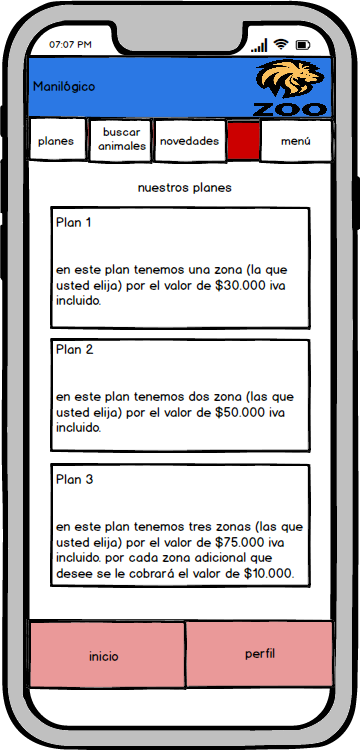 07:07 PM
Manilógico
ZOO
planes
buscar
animales
novedades
menú
nuestros planes
Plan 1
en este plan tenemos una zona (la que
usted elija) por el valor de $30.000 iva
incluido.
Plan 2
en este plan tenemos dos zona (las que
usted elija) por el valor de $50.000 iva
incluido.
Plan 3
en este plan tenemos tres zonas (las que
usted elija) por el valor de $75.000 iva
incluido. por cada zona adicional que
desee se le cobrará el valor de $10.000.
inicio
perfil